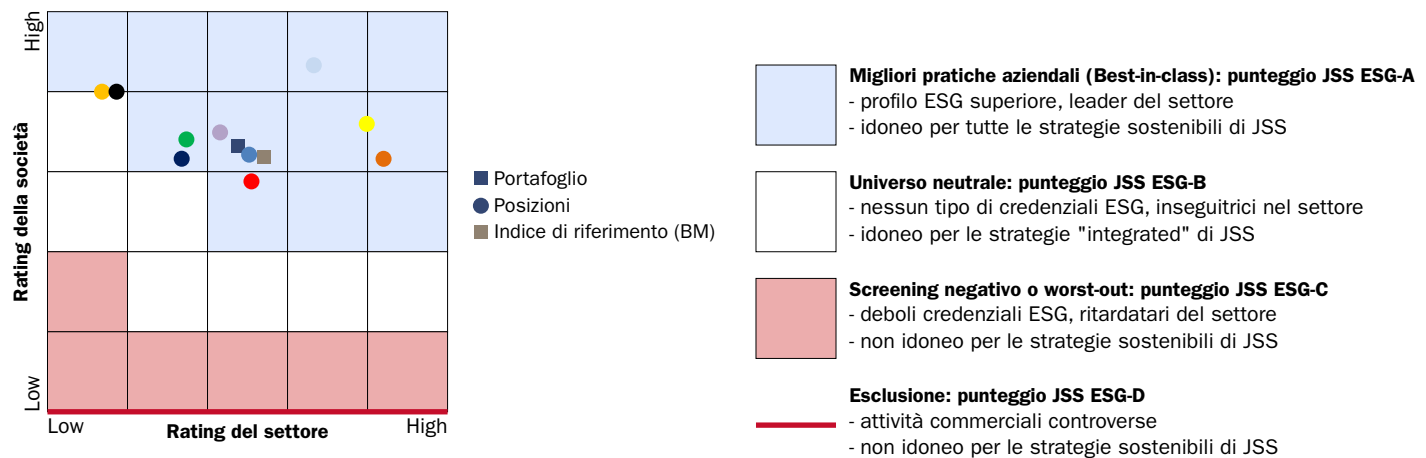 High
Rating della società
Low
Low
Rating del settore
High
Portafoglio
Posizioni
Indice di riferimento (BM)
Migliori pratiche aziendali (Best-in-class): punteggio JSS ESG-A
- profilo ESG superiore, leader del settore
- idoneo per tutte le strategie sostenibili di JSS
Universo neutrale: punteggio JSS ESG-B
- nessun tipo di credenziali ESG, inseguitrici nel settore
- idoneo per le strategie "integrated" di JSS
Screening negativo o worst-out: punteggio JSS ESG-C
- deboli credenziali ESG, ritardatari del settore
- non idoneo per le strategie sostenibili di JSS
Esclusione: punteggio JSS ESG-D
- attività commerciali controverse
- non idoneo per le strategie sostenibili di JSS